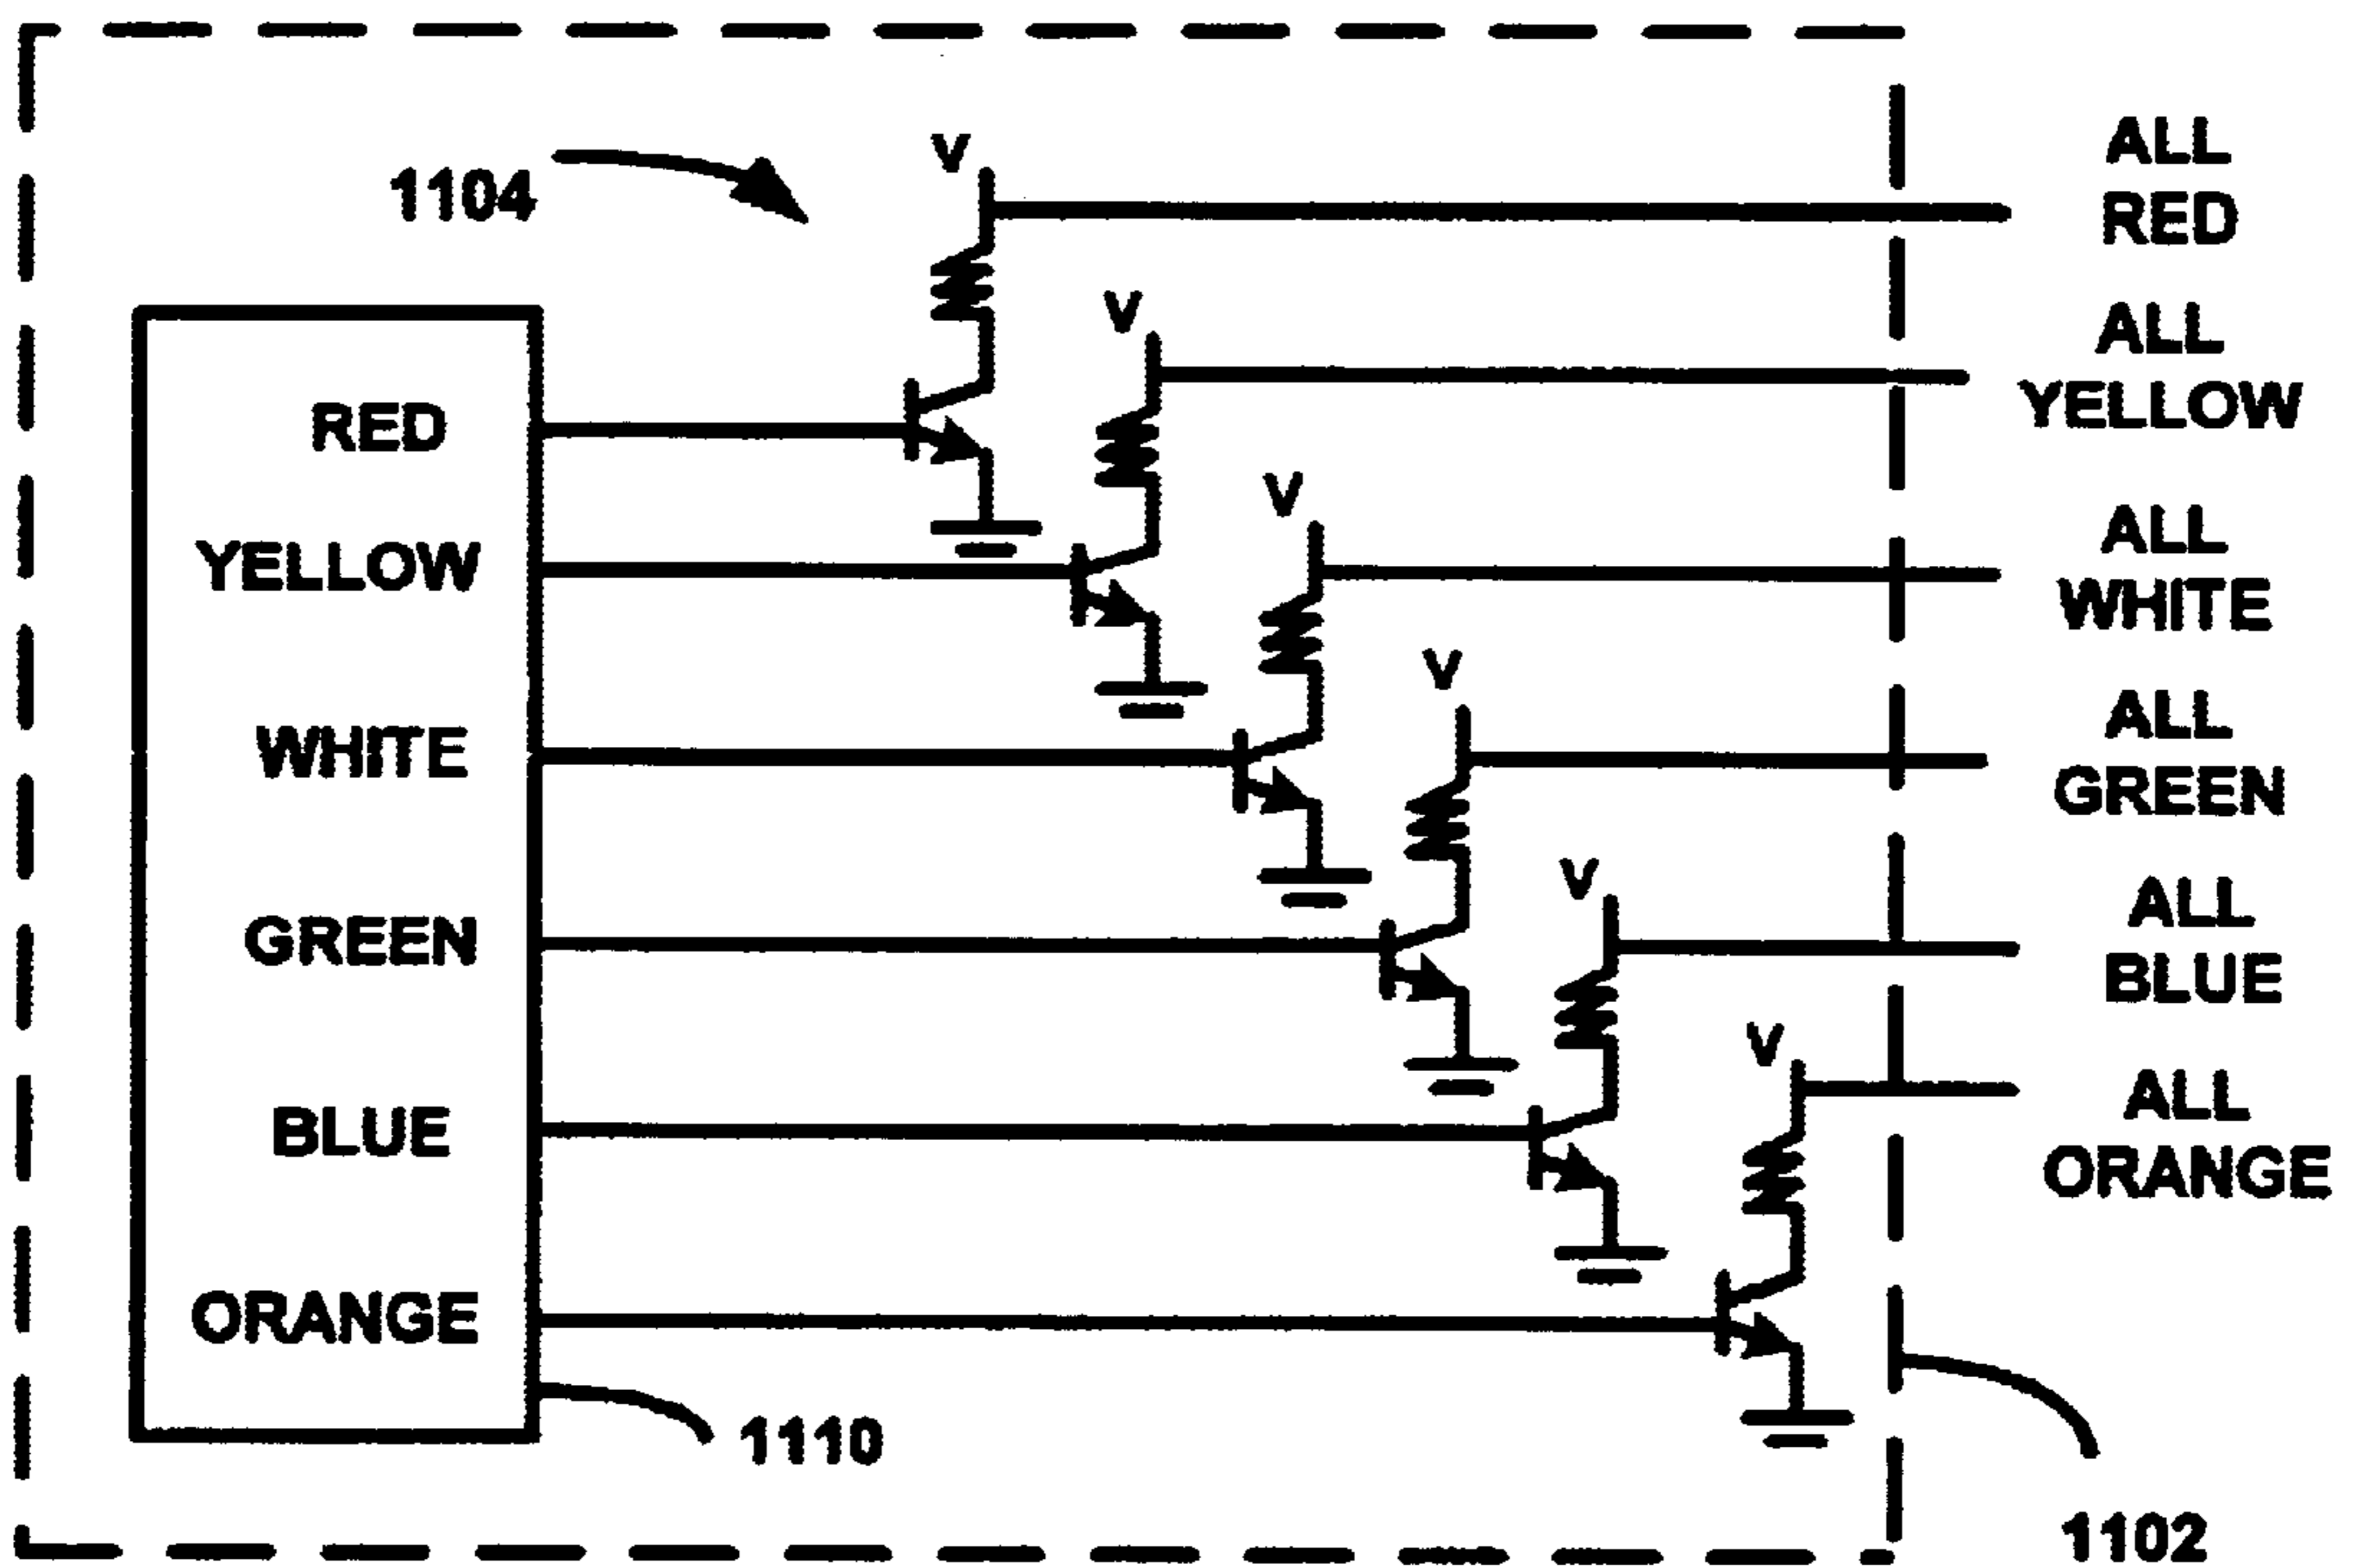 V
ALL
RED
1104
V
ALL
YELLOW
RED
V
ALL
WHITE
YELLOW
V
ALL
GREEN
WHITE
V
ALL
BLUE
GREEN
V
ALL
ORANGE
BLUE
ORANGE
1110
1102